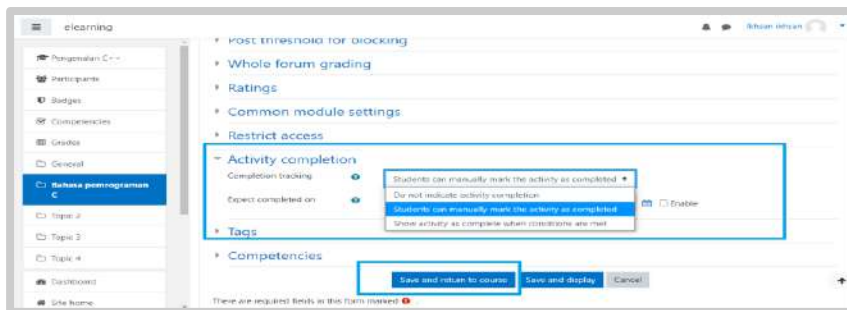 elearning
Ikhsan ikhsan
Pengenalan C++
Participants
Badges
Competencies
Grades
General
Bahasa pemrograman C
Topic 2
Topic 3
Topic 4
Dashboard
Site home
Post threshold for blocking
Whole forum grading
Ratings
Common module settings
Restrict access
Activity completion
Completion tracking
Students can manually mark the activity as completed
Do not indicate activity completion
Students can manually mark the activity as completed
Show activity as complete when conditions are met
Expect completed on
Enable
Tags
Competencies
Save and return to course
Save and display
Cancel
There are required fields in this form marked